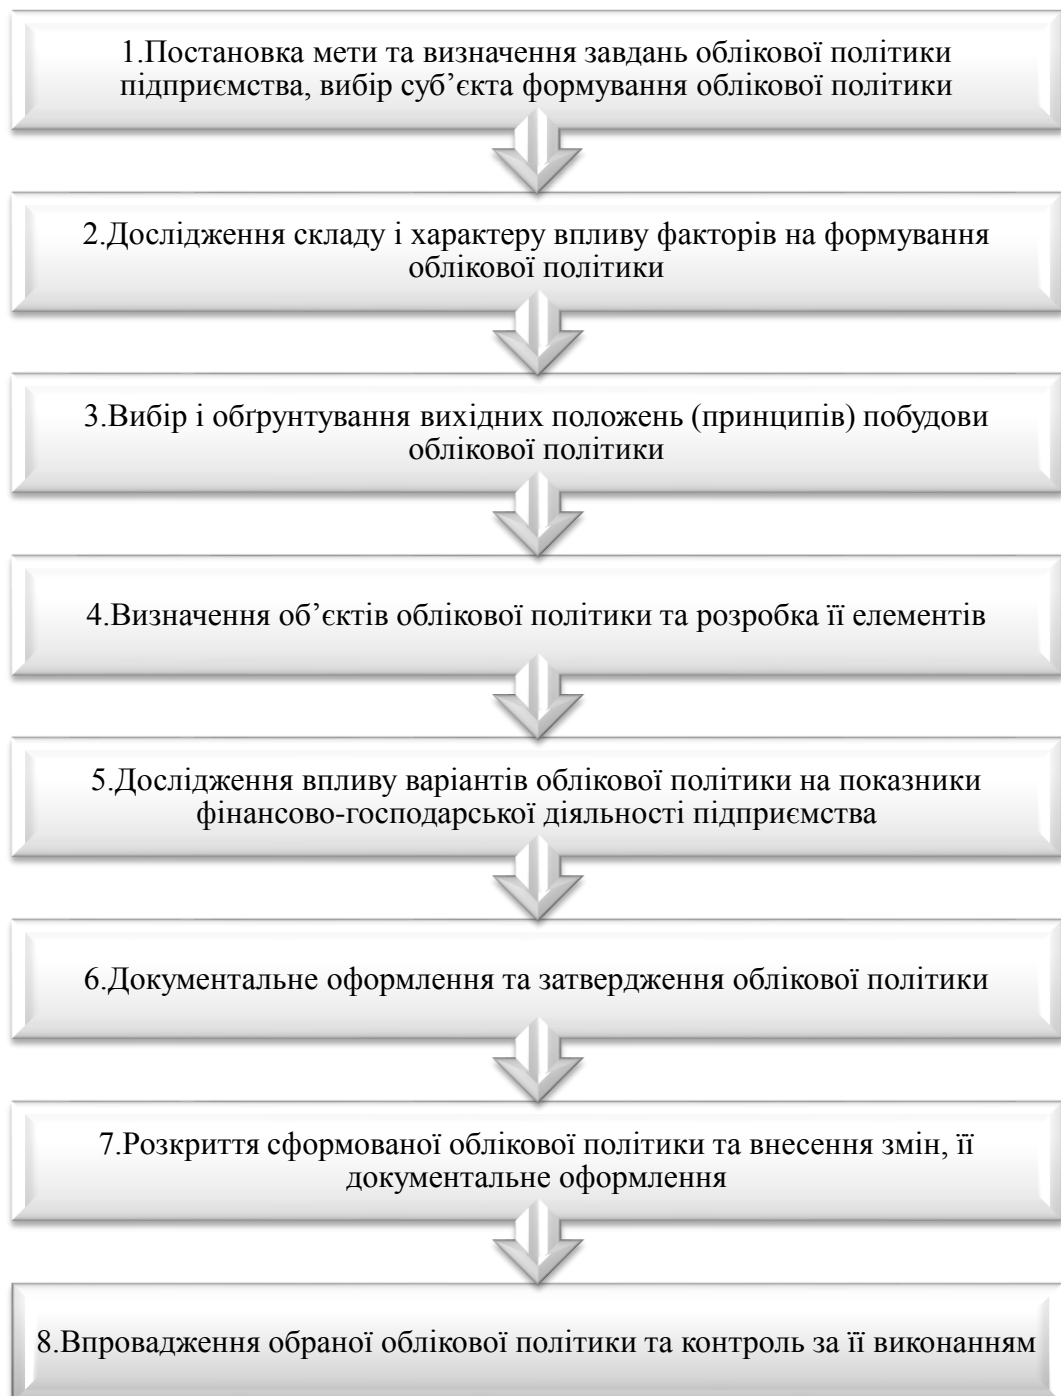 1.Постановка мети та визначення завдань облікової політики
підприємства, вибір суб’єкта формування облікової політики
2.Дослідження складу і характеру впливу факторів на формування
облікової політики
3.Вибір і обґрунтування вихідних положень (принципів) побудови
облікової політики
4.Визначення об’єктів облікової політики та розробка її елементів
5.Дослідження впливу варіантів облікової політики на показники
фінансово-господарської діяльності підприємства
6.Документальне оформлення та затвердження облікової політики
7.Розкриття сформованої облікової політики та внесення змін, її
документальне оформлення
8.Впровадження обраної облікової політики та контроль за її виконанням